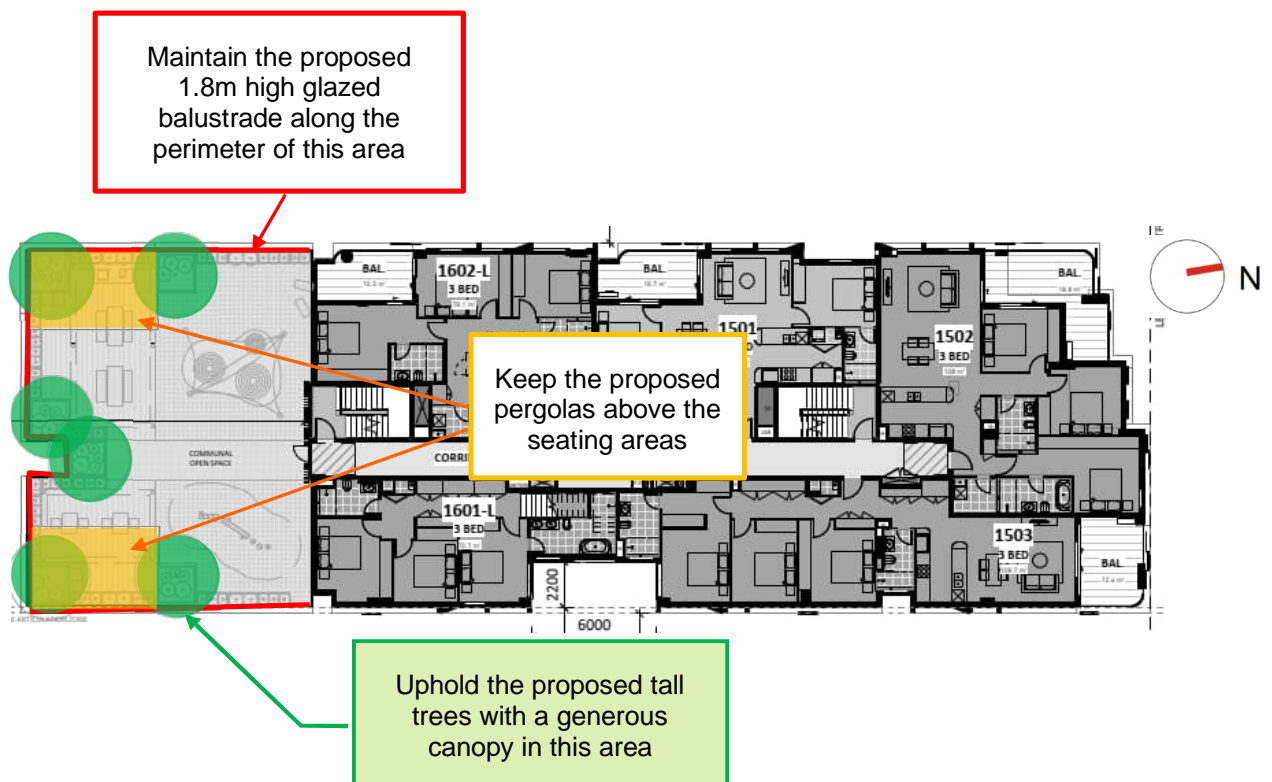 Maintain the proposed
1.8m high glazed
balustrade along the
perimeter of this area
N
BAL
1602-L
3 BED
BAL
1501
1502
3 BED
BAL
Keep the proposed
pergolas above the
seating areas
COMMUNAL
OPEN SPACE
CORRI
1601-L
3 BED
1503
3 BED
BAL
2200
6000
Uphold the proposed tall
trees with a generous
canopy in this area